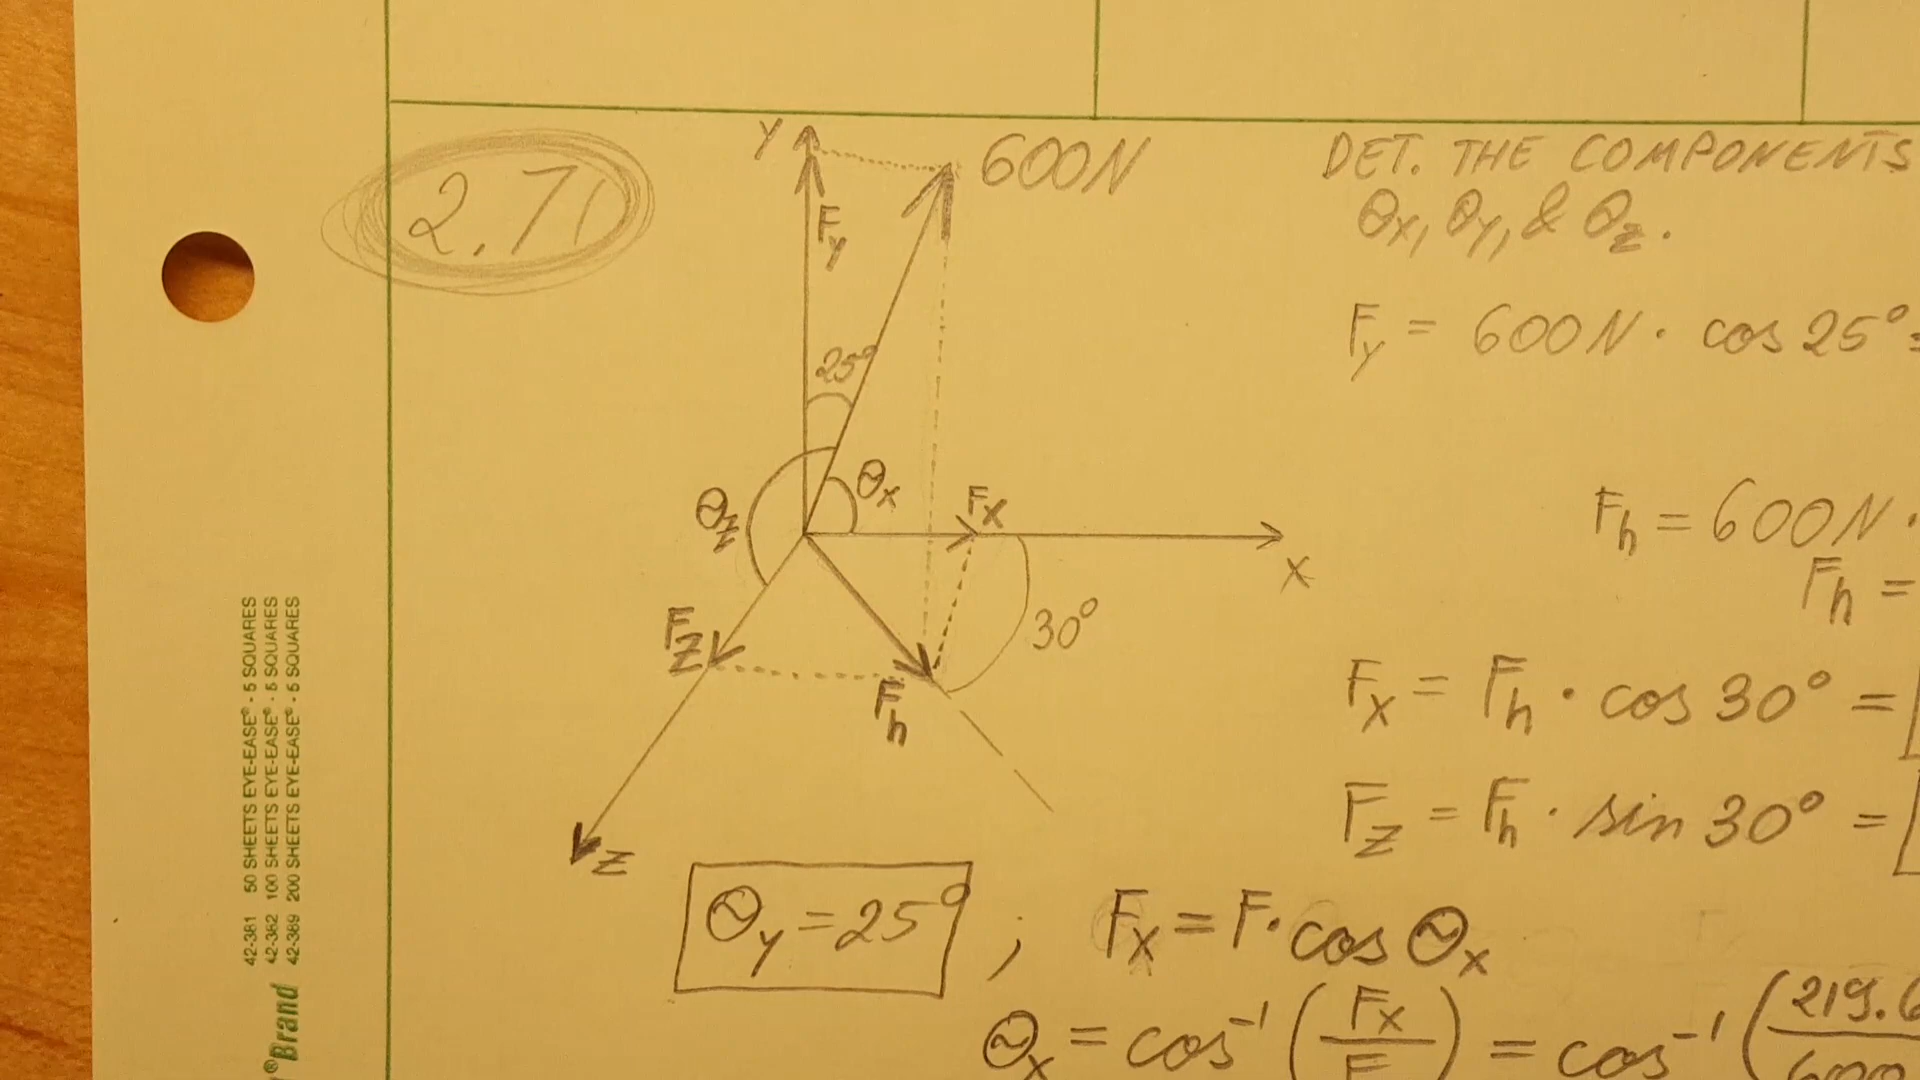 2.71
Y
600N
DET. THE COMPONENTS
θx, θy, & θz.
Fy
Fy = 600N · cos 25° =
25°
θx
Fx
θz
Fh = 600N ·
X
Fh =
30°
Fz
Fh
Fx = Fh · cos 30° =
Fz = Fh · sin 30° =
Z
θy = 25° ; Fx = F · cos θx
θx = cos⁻¹ (Fx/F) = cos⁻¹ (219.6/600
42-381 50 SHEETS EYE-EASE® - 5 SQUARES
42-382 100 SHEETS EYE-EASE® - 5 SQUARES
42-389 200 SHEETS EYE-EASE® - 5 SQUARES
®Brand